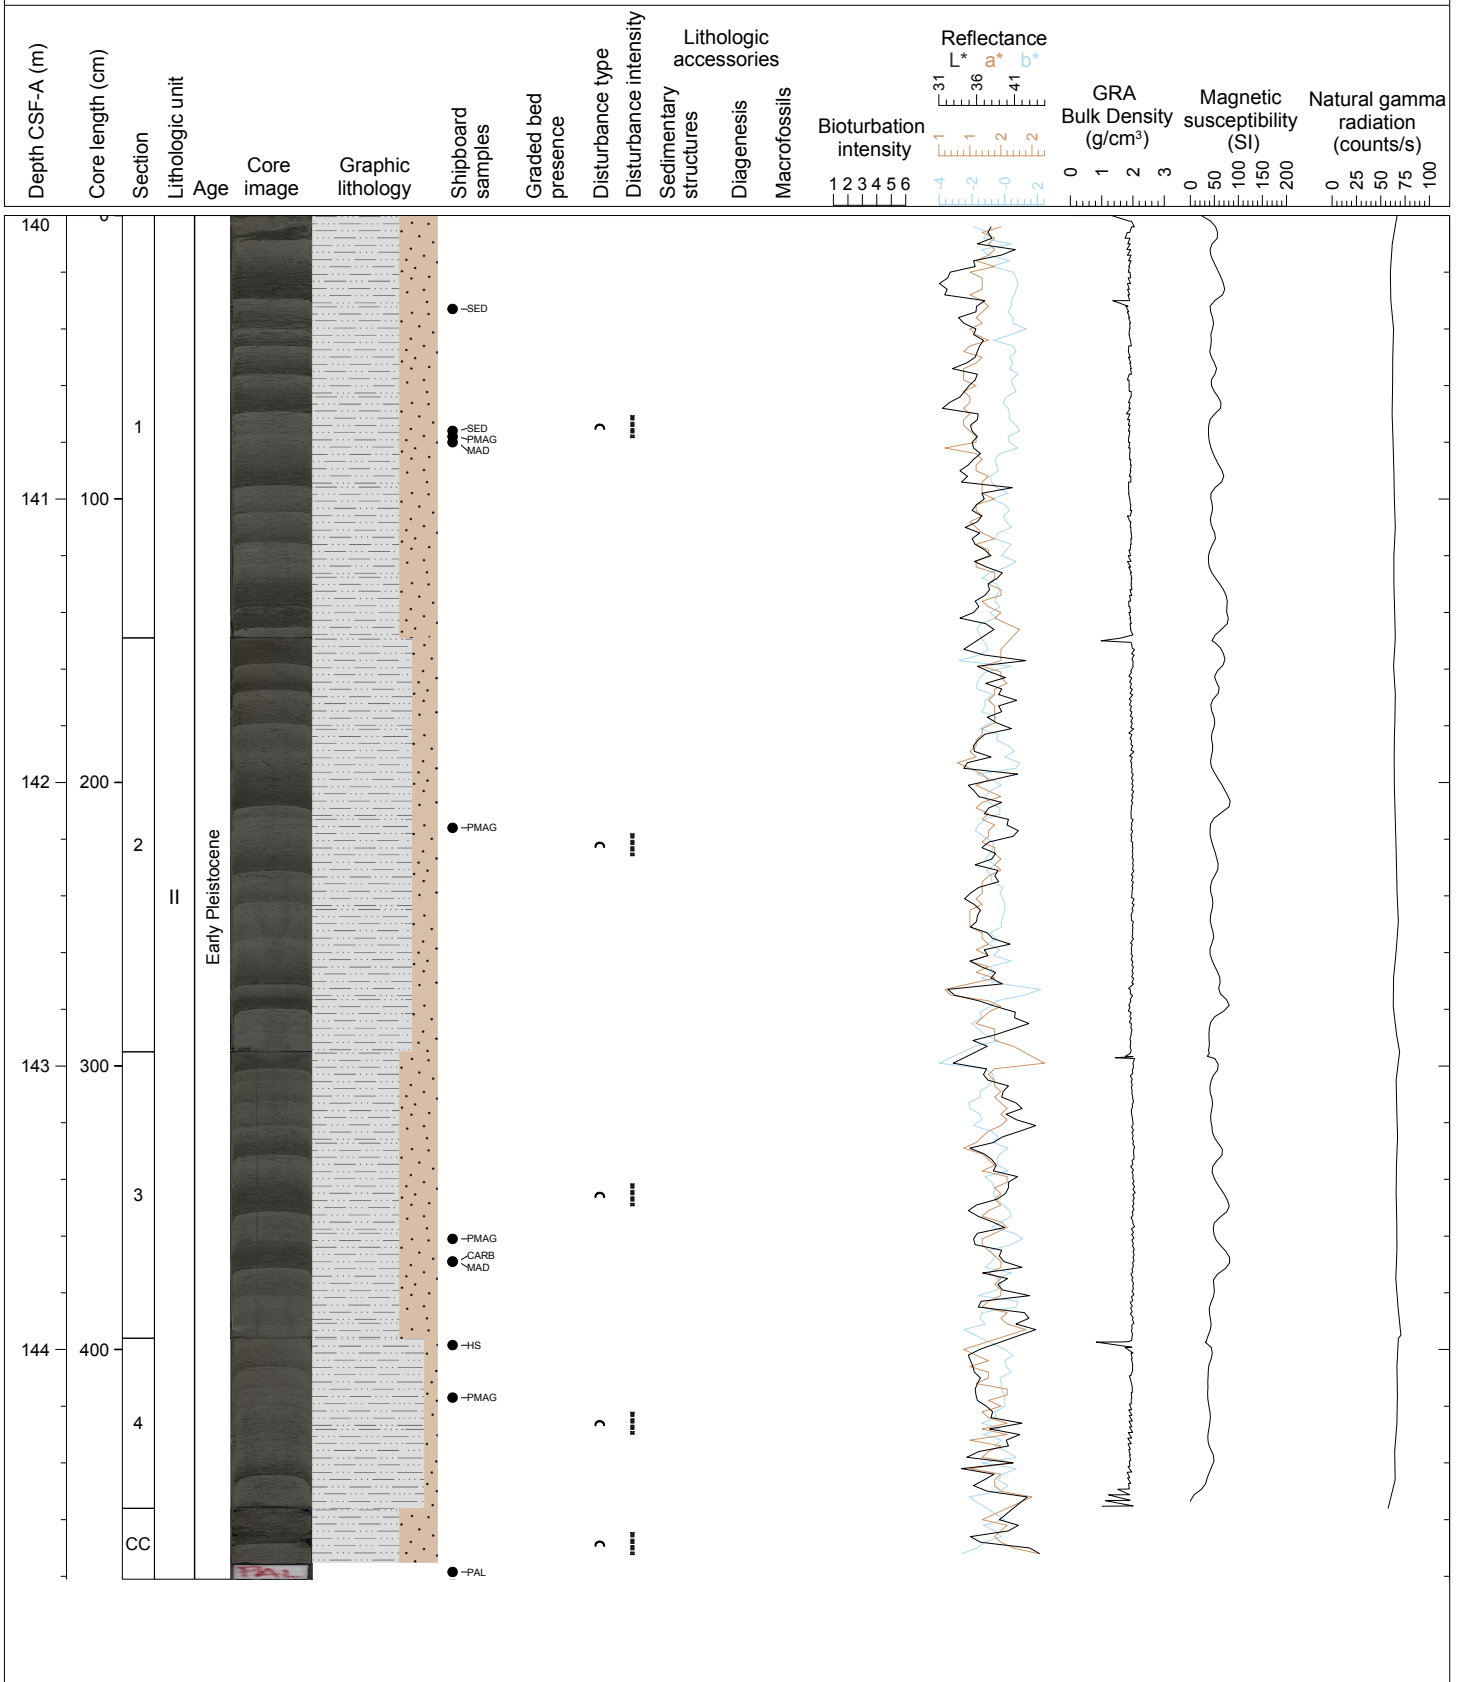 Depth CSF-A (m)
Core length (cm)
Section
Lithologic unit
Age
Core
image
Graphic
lithology
Shipboard
samples
Graded bed
presence
Disturbance type
Disturbance intensity
Lithologic
accessories
Sedimentary
structures
Diagenesis
Macrofossils
Bioturbation
intensity
1 2 3 4 5 6
Reflectance
L* a* b*
31 36 41
1 1 2 2
-4 -2 -0 2
GRA
Bulk Density
(g/cm³)
0 1 2 3
Magnetic
susceptibility
(SI)
0 50 100 150 200
Natural gamma
radiation
(counts/s)
0 25 50 75 100
140
141
142
143
144
0
100
200
300
400
1
2
3
4
CC
II
Early Pleistocene
PAL
SED
SED
PMAG
MAD
PMAG
PMAG
CARB
MAD
HS
PMAG
PAL